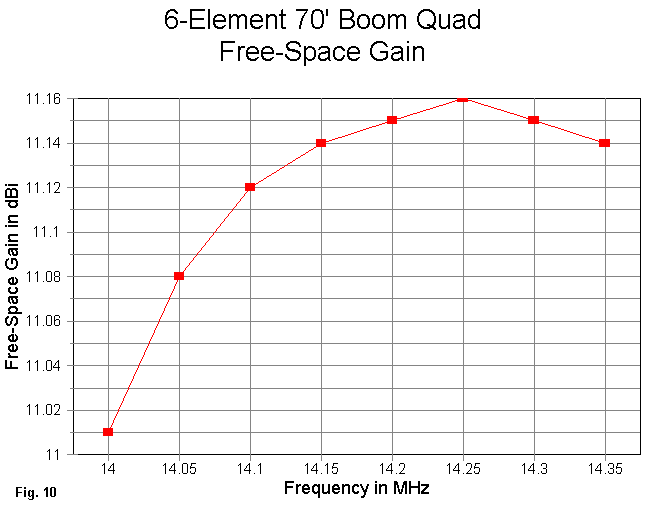 6-Element 70' Boom Quad
Free-Space Gain
Free-Space Gain in dBi
11.16
11.14
11.12
11.1
11.08
11.06
11.04
11.02
11
14 14.05 14.1 14.15 14.2 14.25 14.3 14.35
Frequency in MHz
Fig. 10